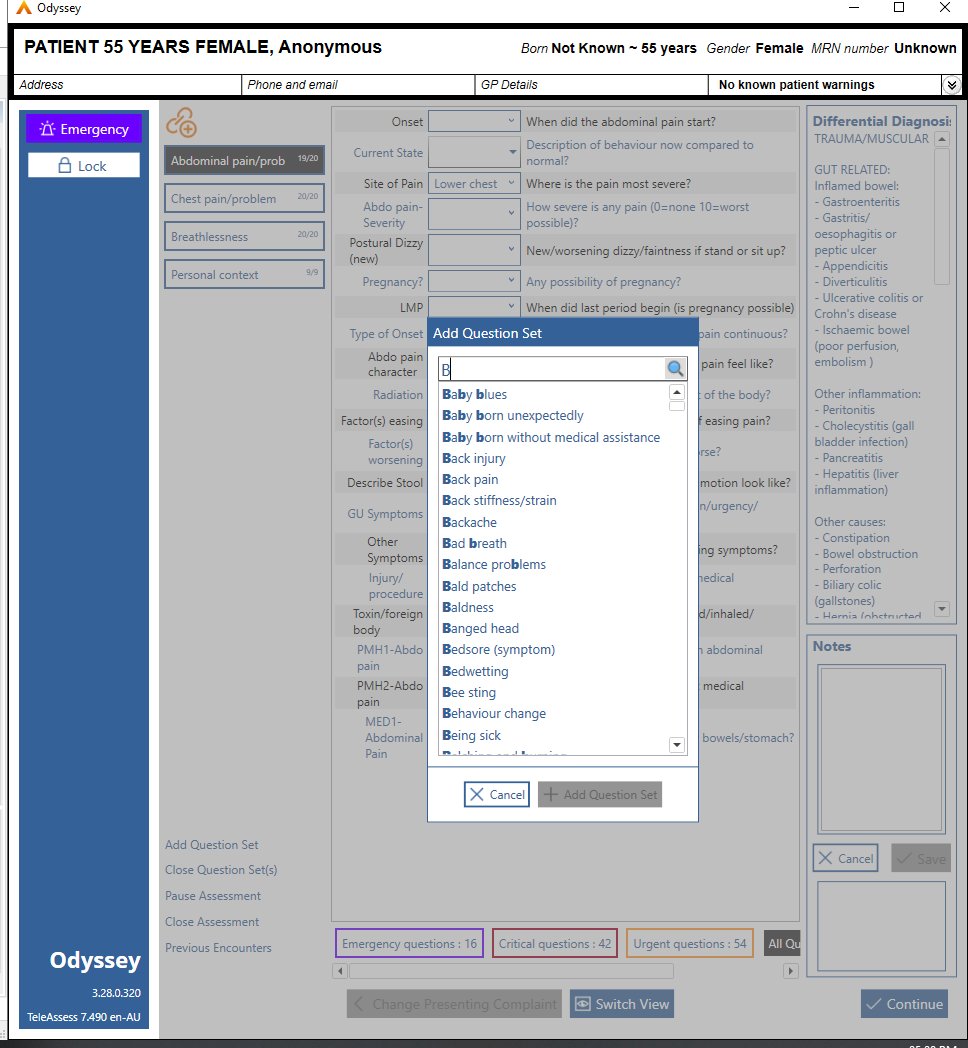 Odyssey
PATIENT 55 YEARS FEMALE, Anonymous
Born Not Known ~ 55 years Gender Female MRN number Unknown
Address
Phone and email
GP Details
No known patient warnings
Emergency
Lock
Odyssey
3.28.0.320
TeleAssess 7.490 en-AU
Abdominal pain/prob 19/20
Chest pain/problem 20/20
Breathlessness 20/20
Personal context 9/9
Add Question Set
Close Question Set(s)
Pause Assessment
Close Assessment
Previous Encounters
Onset When did the abdominal pain start?
Current State Description of behaviour now compared to
normal?
Site of Pain Lower chest Where is the pain most severe?
Abdo pain-
Severity
How severe is any pain (0=none 10=worst
possible)?
Postural Dizzy
(new)
New/worsening dizzy/faintness if stand or sit up?
Pregnancy? Any possibility of pregnancy?
LMP When did last period begin (is pregnancy possible)
Type of Onset pain continuous?
Abdo pain
character
pain feel like?
Radiation t of the body?
Factor(s) easing f easing pain?
Factor(s)
worsening
rse?
Describe Stool motion look like?
GU Symptoms n/urgency/
Other
Symptoms
ing symptoms?
Injury/
procedure
medical
Toxin/foreign
body
d/inhaled/
PMH1-Abdo
pain
n abdominal
PMH2-Abdo
pain
medical
MED1-
Abdominal
Pain
bowels/stomach?
Add Question Set
B
Baby blues
Baby born unexpectedly
Baby born without medical assistance
Back injury
Back pain
Back stiffness/strain
Backache
Bad breath
Balance problems
Bald patches
Baldness
Banged head
Bedsore (symptom)
Bedwetting
Bee sting
Behaviour change
Being sick
Cancel
Add Question Set
Emergency questions : 16
Critical questions : 42
Urgent questions : 54
All Qu
Change Presenting Complaint
Switch View
Continue
Differential Diagnosi
TRAUMA/MUSCULAR
GUT RELATED:
Inflamed bowel:
- Gastroenteritis
- Gastritis/
oesophagitis or
peptic ulcer
- Appendicitis
- Diverticulitis
- Ulcerative colitis or
Crohn's disease
- Ischaemic bowel
(poor perfusion,
embolism )
Other inflammation:
- Peritonitis
- Cholecystitis (gall
bladder infection)
- Pancreatitis
- Hepatitis (liver
inflammation)
Other causes:
- Constipation
- Bowel obstruction
- Perforation
- Biliary colic
(gallstones)
- Hernia (obstructed
Notes
Cancel
Save